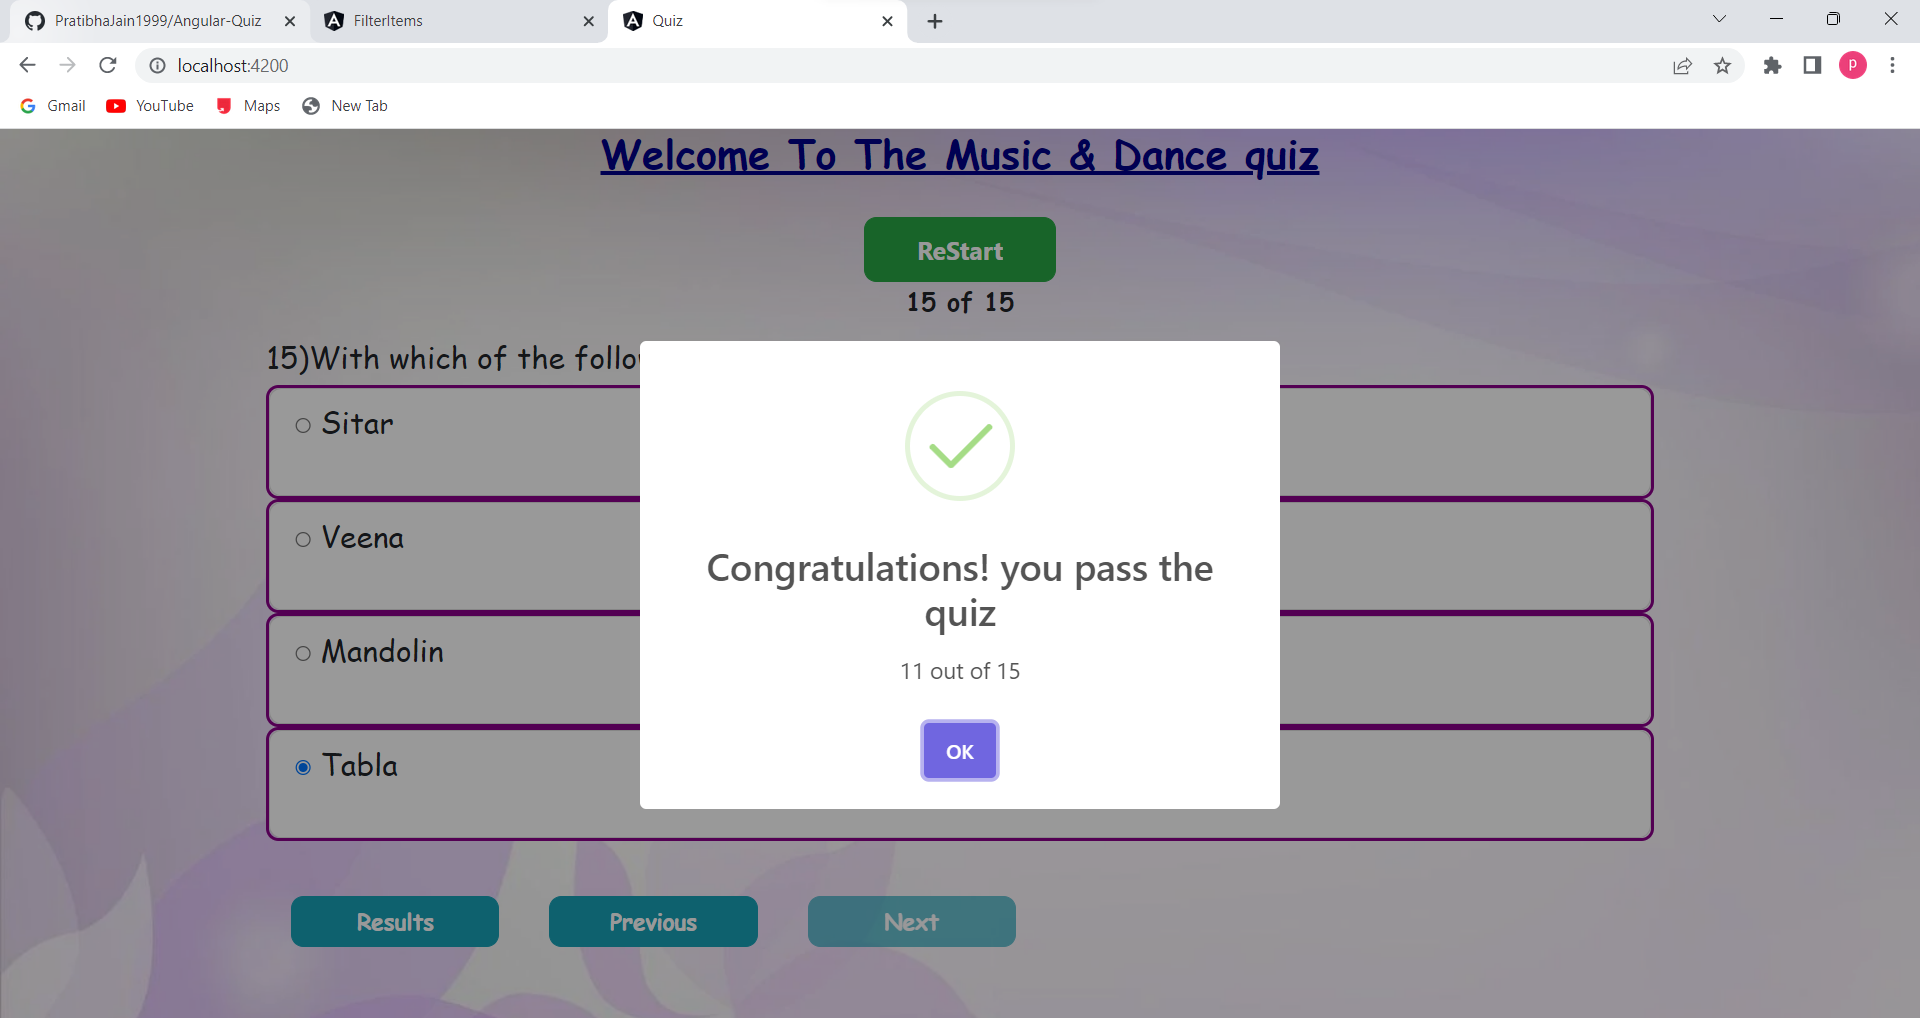 PratibhaJain1999/Angular-Quiz
FilterItems
Quiz
localhost:4200
P
Gmail
YouTube
Maps
New Tab
Welcome To The Music & Dance quiz
ReStart
15 of 15
15)With which of the
Sitar
Veena
Mandolin
Tabla
Congratulations! you pass the
quiz
11 out of 15
OK
Results
Previous
Next